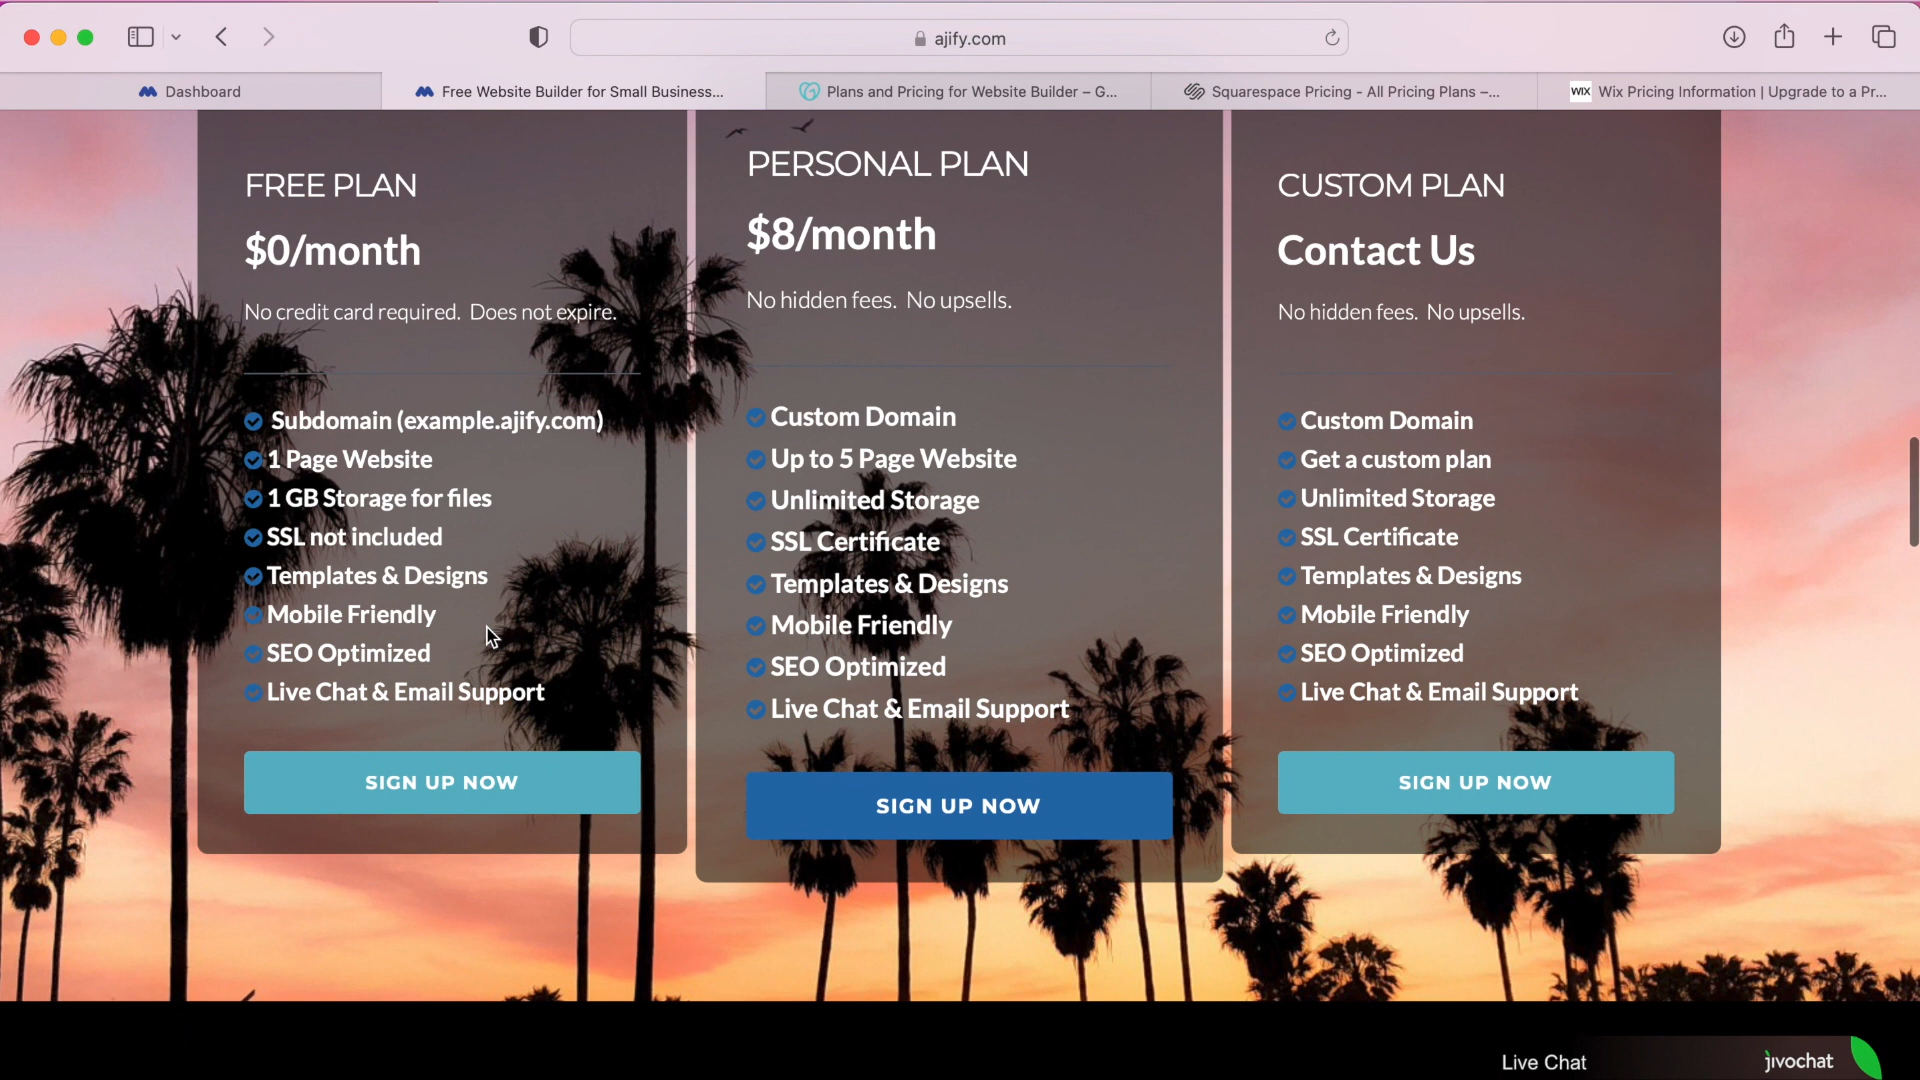 ajify.com
Dashboard
Free Website Builder for Small Business...
Plans and Pricing for Website Builder – G...
Squarespace Pricing - All Pricing Plans –...
WIX
Wix Pricing Information | Upgrade to a Pr...
FREE PLAN
$0/month
No credit card required. Does not expire.
Subdomain (example.ajify.com)
1 Page Website
1 GB Storage for files
SSL not included
Templates & Designs
Mobile Friendly
SEO Optimized
Live Chat & Email Support
SIGN UP NOW
PERSONAL PLAN
$8/month
No hidden fees. No upsells.
Custom Domain
Up to 5 Page Website
Unlimited Storage
SSL Certificate
Templates & Designs
Mobile Friendly
SEO Optimized
Live Chat & Email Support
SIGN UP NOW
CUSTOM PLAN
Contact Us
No hidden fees. No upsells.
Custom Domain
Get a custom plan
Unlimited Storage
SSL Certificate
Templates & Designs
Mobile Friendly
SEO Optimized
Live Chat & Email Support
SIGN UP NOW
Live Chat
jivochat